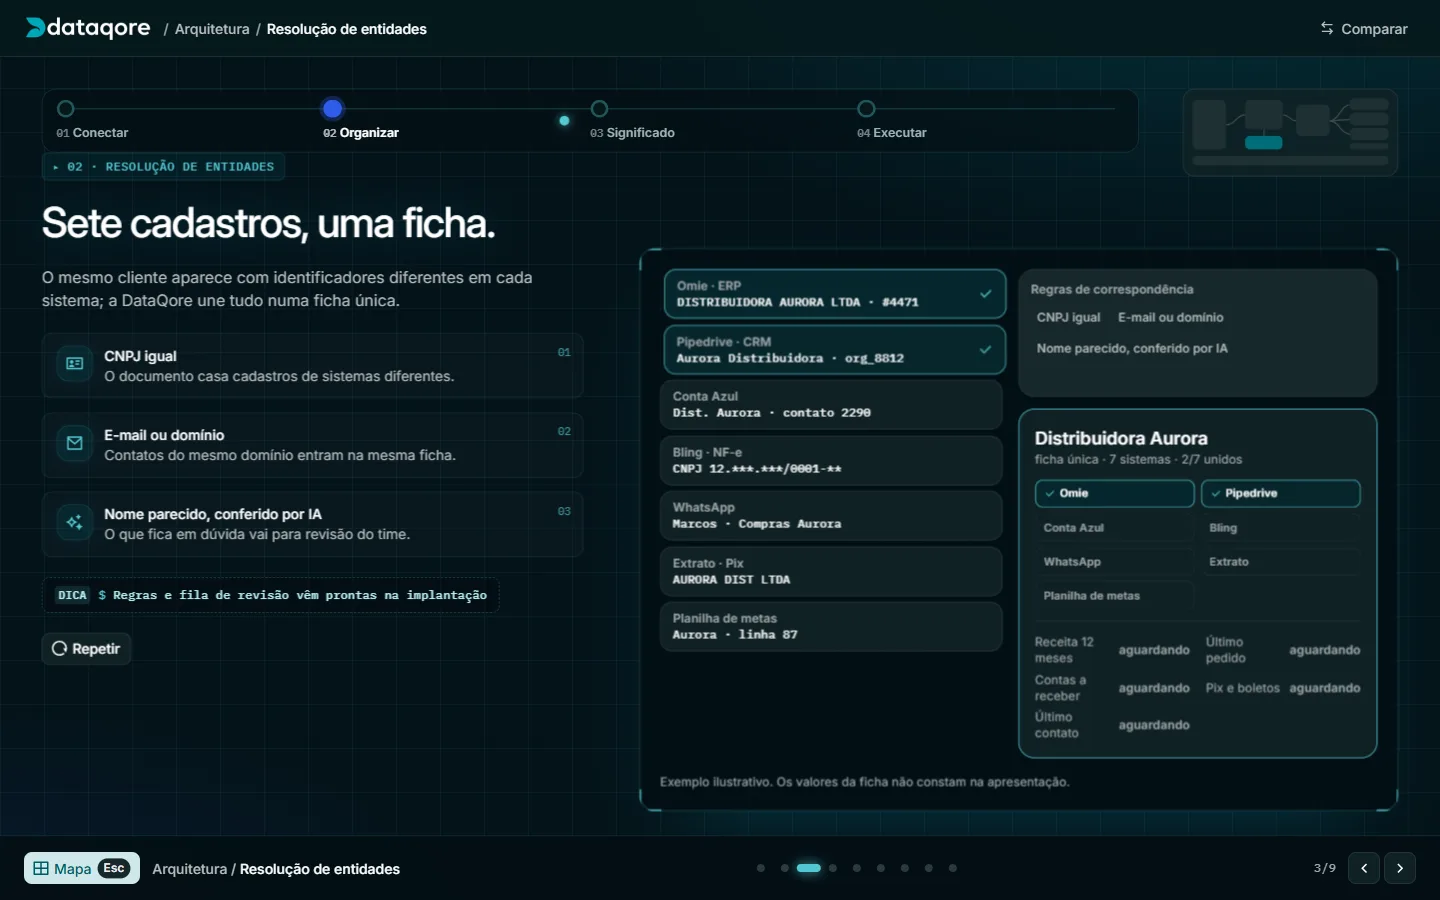 dataqore / Arquitetura / Resolução de entidades
Comparar
01 Conectar
02 Organizar
03 Significado
04 Executar
02 · RESOLUÇÃO DE ENTIDADES
Sete cadastros, uma ficha.
O mesmo cliente aparece com identificadores diferentes em cada
sistema; a DataQore une tudo numa ficha única.
CNPJ igual
01
O documento casa cadastros de sistemas diferentes.
E-mail ou domínio
02
Contatos do mesmo domínio entram na mesma ficha.
Nome parecido, conferido por IA
03
O que fica em dúvida vai para revisão do time.
DICA $ Regras e fila de revisão vêm prontas na implantação
Repetir
Omie · ERP
DISTRIBUIDORA AURORA LTDA · #4471
Pipedrive · CRM
Aurora Distribuidora · org_8812
Conta Azul
Dist. Aurora · contato 2290
Bling · NF-e
CNPJ 12.***.***/0001-**
WhatsApp
Marcos · Compras Aurora
Extrato · Pix
AURORA DIST LTDA
Planilha de metas
Aurora · linha 87
Regras de correspondência
CNPJ igual E-mail ou domínio
Nome parecido, conferido por IA
Distribuidora Aurora
ficha única · 7 sistemas · 2/7 unidos
Omie
Pipedrive
Conta Azul
Bling
WhatsApp
Extrato
Planilha de metas
Receita 12
meses
aguardando
Último
pedido
aguardando
Contas a
receber
aguardando
Pix e boletos
aguardando
Último
contato
aguardando
Exemplo ilustrativo. Os valores da ficha não constam na apresentação.
Mapa Esc
Arquitetura / Resolução de entidades
3/9